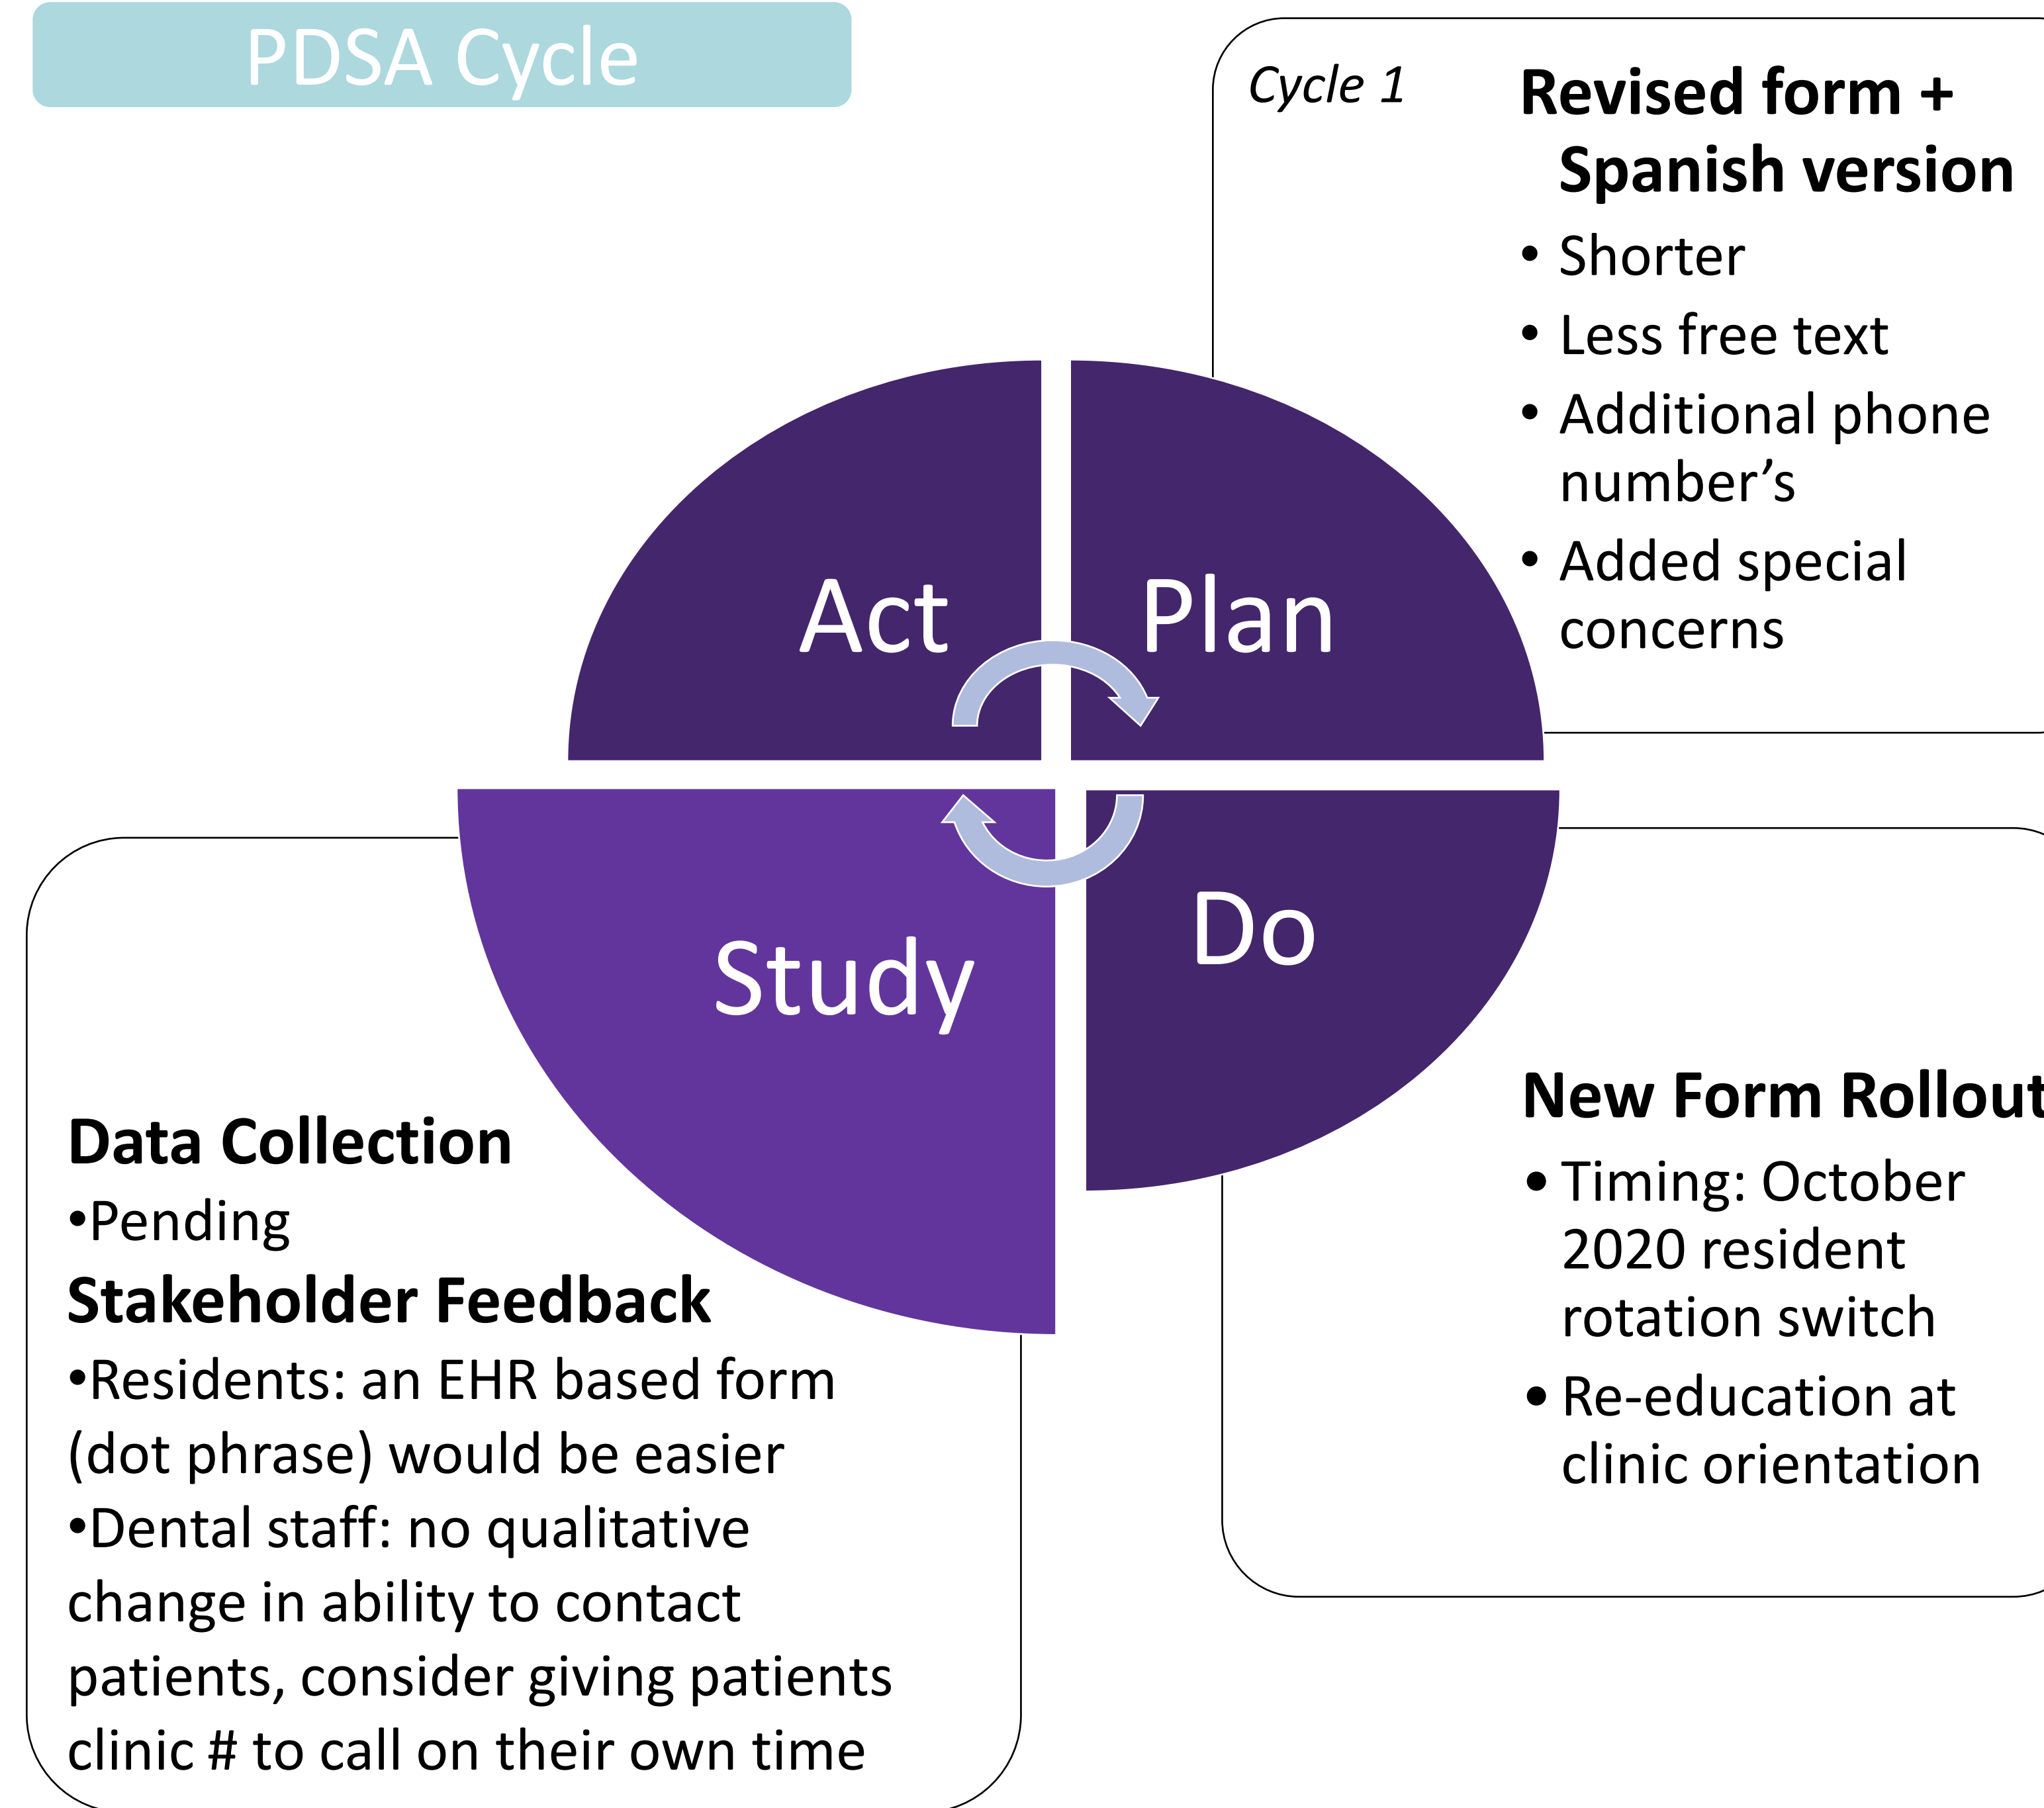 PDSA Cycle
Cycle 1
Revised form +
Spanish version
• Shorter
• Less free text
• Additional phone
number’s
• Added special
concerns
Act
Plan
Study
Do
New Form Rollout
• Timing: October
2020 resident
rotation switch
• Re-education at
clinic orientation
Data Collection
•Pending
Stakeholder Feedback
•Residents: an EHR based form
(dot phrase) would be easier
•Dental staff: no qualitative
change in ability to contact
patients, consider giving patients
clinic # to call on their own time